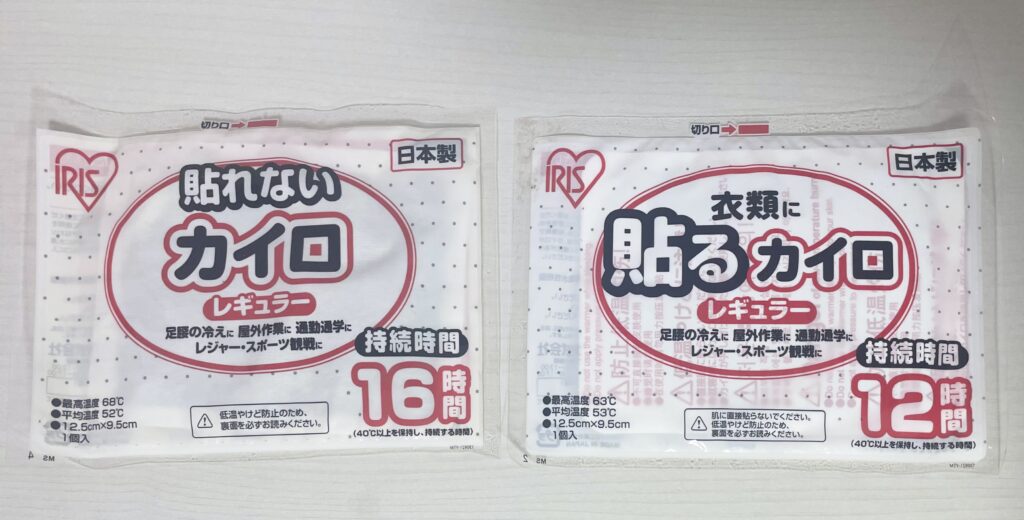 切り口
IRIS
日本製
貼れない
カイロ
レギュラー
足腰の冷えに 屋外作業に 通勤通学に
レジャー・スポーツ観戦に
持続時間
16時間
(40℃以上を保持し、持続する時間)
●最高温度 68℃
●平均温度 52℃
●12.5cm×9.5cm
1個入
低温やけど防止のため、
裏面を必ずお読みください。
MS 4
切り口
IRIS
日本製
衣類に
貼るカイロ
レギュラー
足腰の冷えに 屋外作業に 通勤通学に
レジャー・スポーツ観戦に
持続時間
12時間
(40℃以上を保持し、持続する時間)
●最高温度 63℃
●平均温度 53℃
●12.5cm×9.5cm
1個入
肌に直接貼らないでください。
低温やけど防止のため、
裏面を必ずお読みください。
MS 2